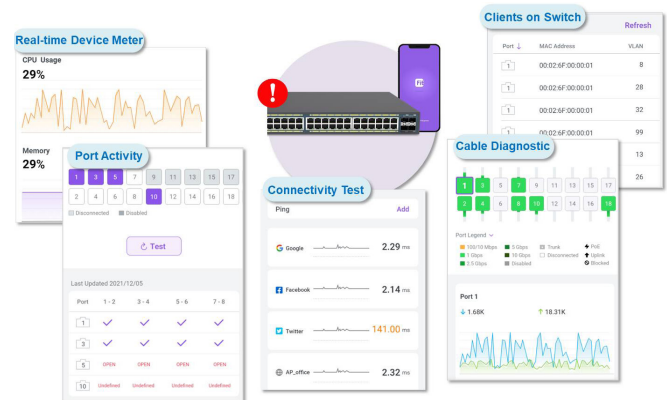 Real-time Device Meter
CPU Usage
29%
Memory
29%
Port Activity
1 3 5 7 9 11 13 15 17
2 4 6 8 10 12 14 16 18
Disconnected Disabled
Test
Last Updated 2021/12/05
Port 1 - 2 3 - 4 5 - 6 7 - 8
1
3
5 OPEN OPEN OPEN OPEN
10 Undefined Undefined Undefined Undefined
Connectivity Test
Ping Add
Google 2.29 ms
Facebook 2.14 ms
Twitter 141.00 ms
AP_office 2.32 ms
Clients on Switch
Refresh
Port ↓ MAC Address VLAN
1 00:02:6F:00:00:01 8
1 00:02:6F:00:00:01 28
1 00:02:6F:00:00:01 32
1 00:02:6F:00:00:01 99
13
26
Cable Diagnostic
1 3 5 7 9 11 13 15 17
2 4 6 8 10 12 14 16 18
Port Legend
100/10 Mbps 5 Gbps Trunk PoE
1 Gbps 10 Gbps Disconnected Uplink
2.5 Gbps Disabled Blocked
Port 1
↓ 1.68K ↑ 18.31K